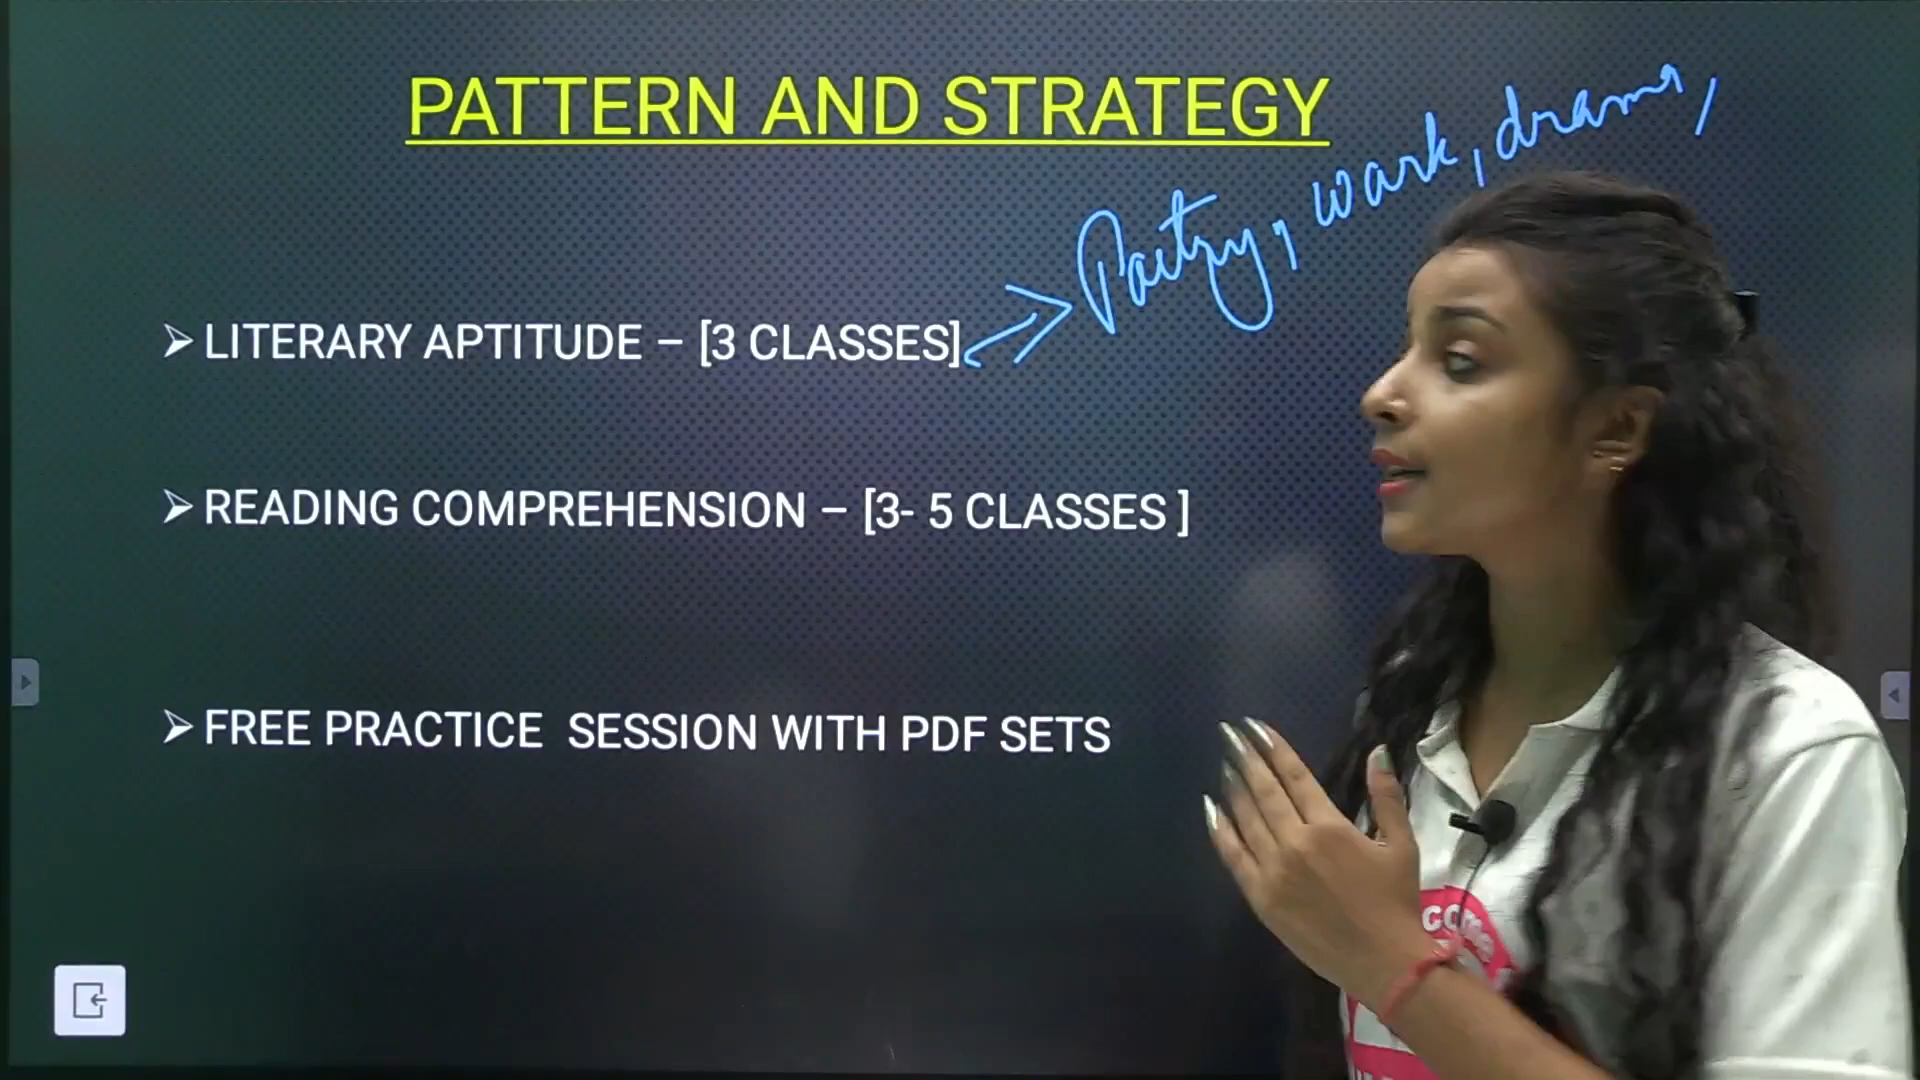 PATTERN AND STRATEGY
Poetry, work, drama,
LITERARY APTITUDE – [3 CLASSES]
READING COMPREHENSION – [3- 5 CLASSES ]
FREE PRACTICE SESSION WITH PDF SETS